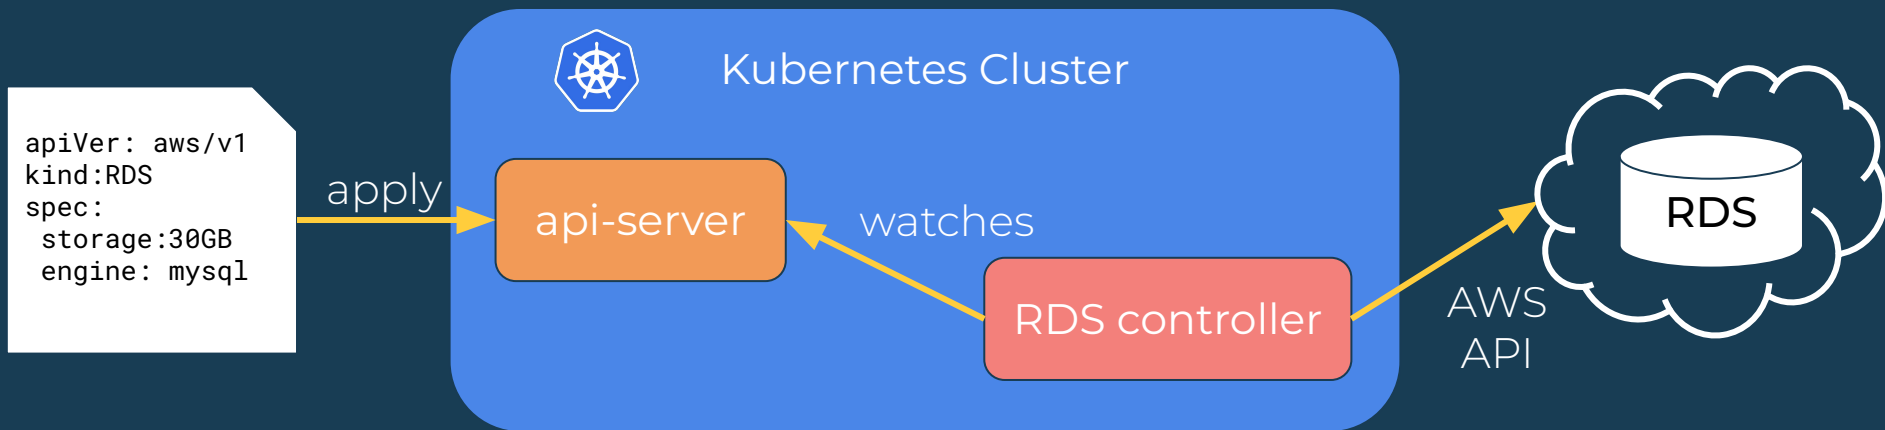 Kubernetes Cluster
apiVer: aws/v1
kind:RDS
spec:
 storage:30GB
 engine: mysql
apply
api-server
watches
RDS controller
AWS
API
RDS